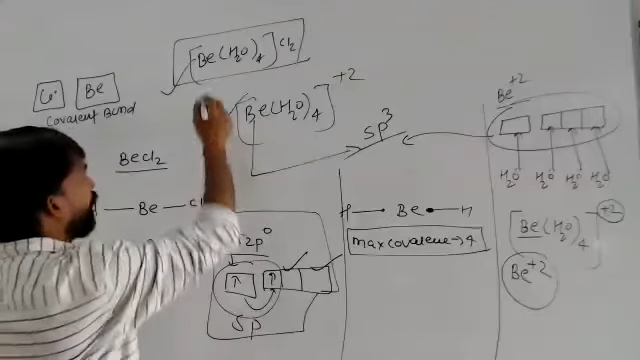 [Be(H₂O)₄]Cl₂
[Be(H₂O)₄]⁺²
Li Be
Covalent Bond
BeCl₂
— Be — Cl
2p⁰
↑ ↑
SP
SP³
H — Be — H
max covalence → 4
Be⁺²
H₂O H₂O H₂O H₂O
[Be(H₂O)₄]⁺²
Be⁺²